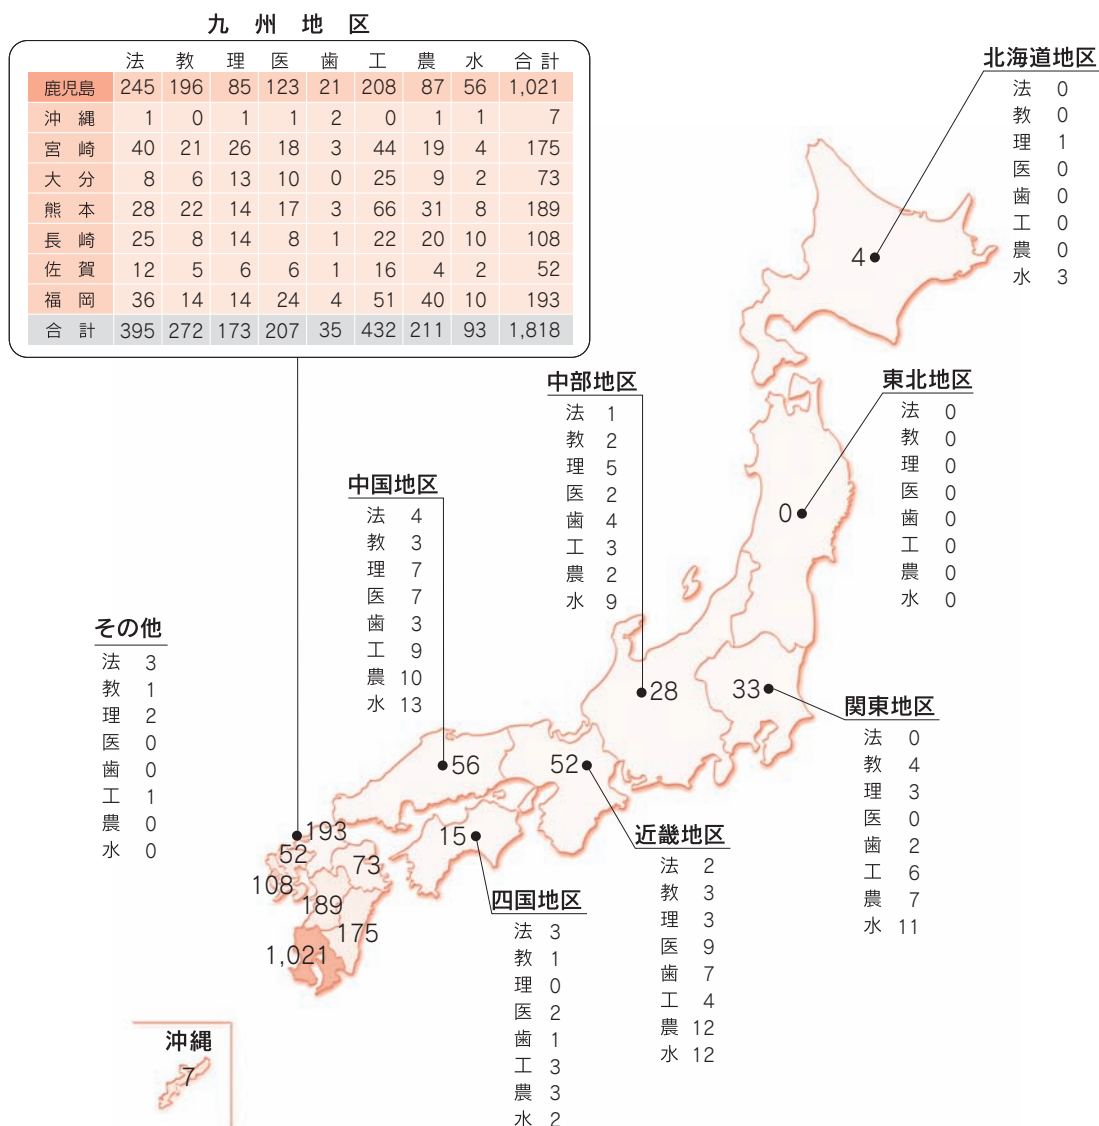 九州地区
法 教 理 医 歯 工 農 水 合計
鹿児島 245 196 85 123 21 208 87 56 1,021
沖縄 1 0 1 1 2 0 1 1 7
宮崎 40 21 26 18 3 44 19 4 175
大分 8 6 13 10 0 25 9 2 73
熊本 28 22 14 17 3 66 31 8 189
長崎 25 8 14 8 1 22 20 10 108
佐賀 12 5 6 6 1 16 4 2 52
福岡 36 14 14 24 4 51 40 10 193
合計 395 272 173 207 35 432 211 93 1,818
北海道地区
法 0
教 0
理 1
医 0
歯 0
工 0
農 0
水 3
4
東北地区
法 0
教 0
理 0
医 0
歯 0
工 0
農 0
水 0
0
中部地区
法 1
教 2
理 5
医 2
歯 4
工 3
農 2
水 9
28
中国地区
法 4
教 3
理 7
医 7
歯 3
工 9
農 10
水 13
56
その他
法 3
教 1
理 2
医 0
歯 0
工 1
農 0
水 0
33
関東地区
法 0
教 4
理 3
医 0
歯 2
工 6
農 7
水 11
52
近畿地区
法 2
教 3
理 3
医 9
歯 7
工 4
農 12
水 12
15
四国地区
法 3
教 1
理 0
医 2
歯 1
工 3
農 3
水 2
193
52
73
108
189
175
1,021
沖縄
7